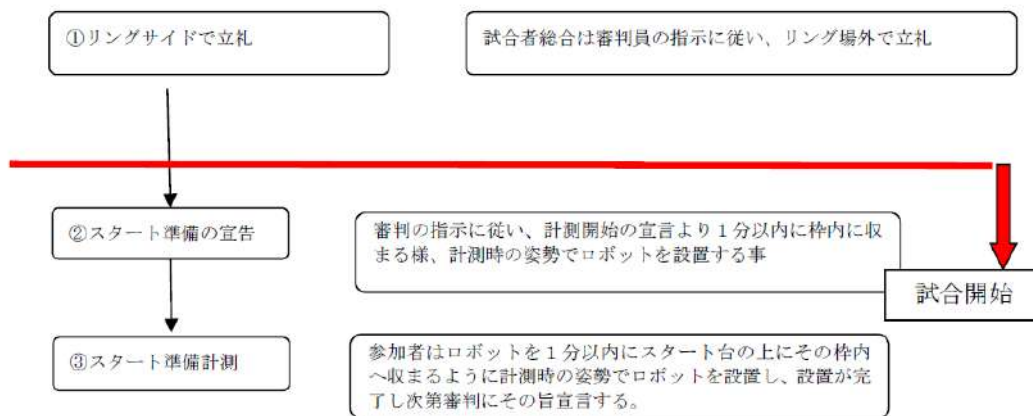 ①リングサイドで立礼
試合者総合は審判員の指示に従い、リング場外で立礼
②スタート準備の宣告
審判の指示に従い、計測開始の宣言より１分以内に枠内に収
まる様、計測時の姿勢でロボットを設置する事
試合開始
③スタート準備計測
参加者はロボットを１分以内にスタート台の上にその枠内
へ収まるように計測時の姿勢でロボットを設置し、設置が完
了し次第審判にその旨宣言する。